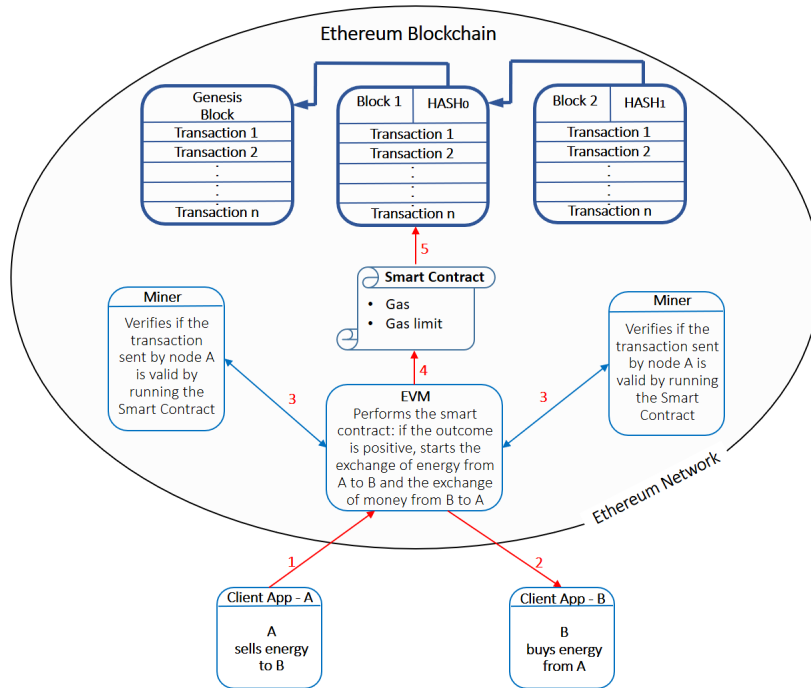 Ethereum Blockchain
Genesis
Block
Transaction 1
Transaction 2
Transaction n
Block 1
HASH0
Transaction 1
Transaction 2
Transaction n
Block 2
HASH1
Transaction 1
Transaction 2
Transaction n
5
Smart Contract
• Gas
• Gas limit
4
Miner
Verifies if the
transaction
sent by node A
is valid by
running the
Smart Contract
3
EVM
Performs the smart
contract: if the outcome
is positive, starts the
exchange of energy from
A to B and the exchange
of money from B to A
3
Miner
Verifies if the
transaction sent
by node A is
valid by running
the Smart
Contract
Ethereum Network
1
2
Client App - A
A
sells energy
to B
Client App - B
B
buys energy
from A